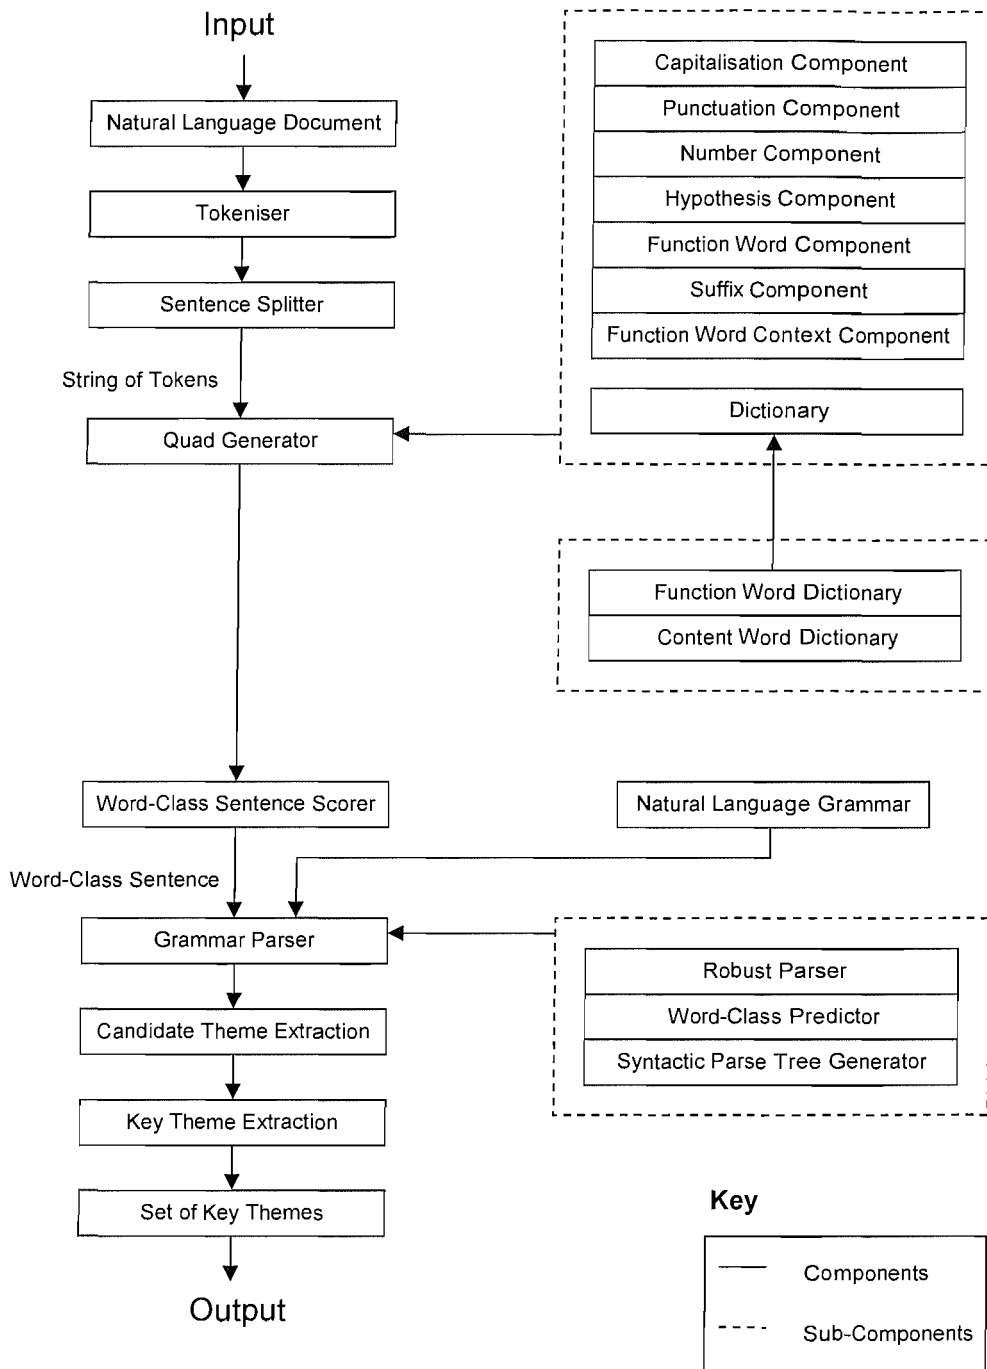 Input
Natural Language Document
Tokeniser
Sentence Splitter
String of Tokens
Quad Generator
Capitalisation Component
Punctuation Component
Number Component
Hypothesis Component
Function Word Component
Suffix Component
Function Word Context Component
Dictionary
Function Word Dictionary
Content Word Dictionary
Word-Class Sentence Scorer
Natural Language Grammar
Word-Class Sentence
Grammar Parser
Robust Parser
Word-Class Predictor
Syntactic Parse Tree Generator
Candidate Theme Extraction
Key Theme Extraction
Set of Key Themes
Output
Key
Components
Sub-Components